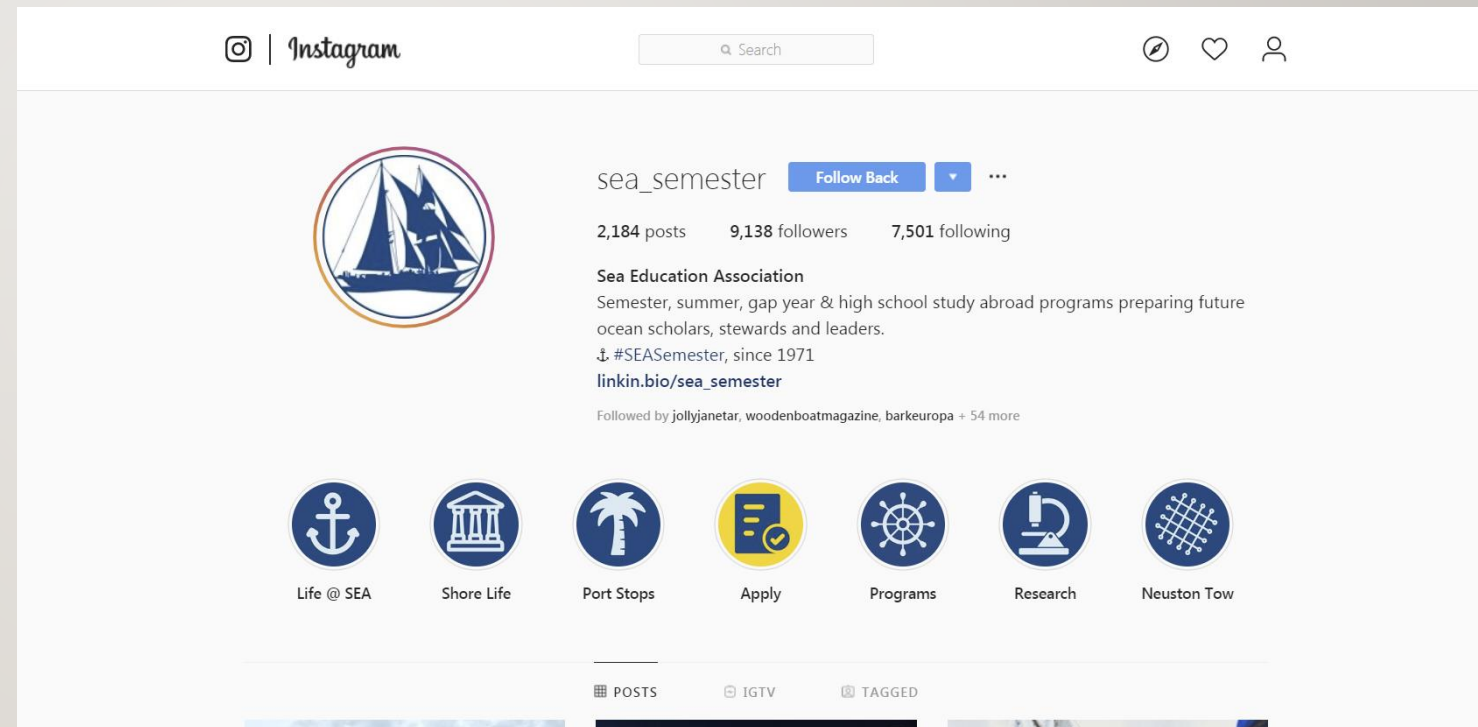 Instagram
Search
sea_semester Follow Back ...
2,184 posts 9,138 followers 7,501 following
Sea Education Association
Semester, summer, gap year & high school study abroad programs preparing future
ocean scholars, stewards and leaders.
⚓ #SEASemester, since 1971
linkin.bio/sea_semester
Followed by jollyjanetar, woodenboatmagazine, barkeuropa + 54 more
Life @ SEA Shore Life Port Stops Apply Programs Research Neuston Tow
POSTS IGTV TAGGED